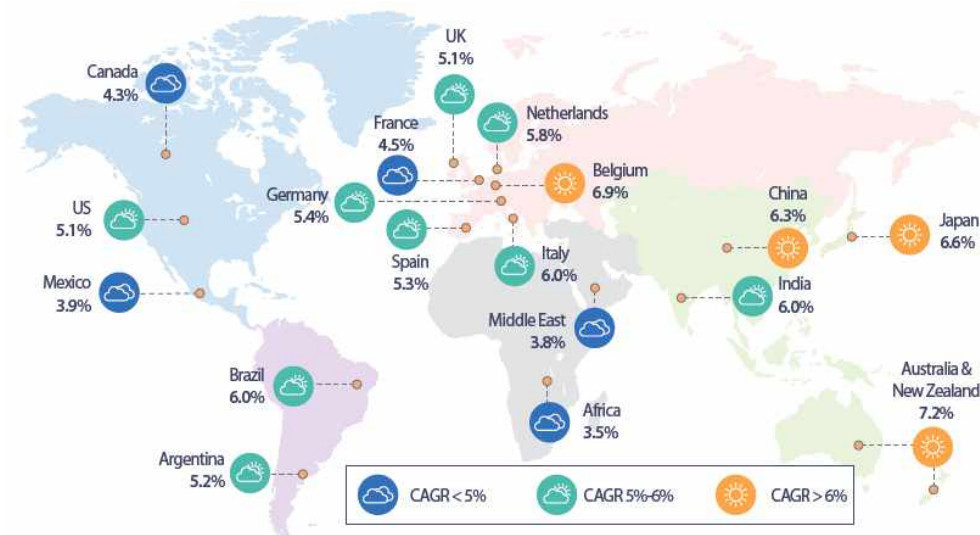 UK
5.1%
Canada
4.3%
Netherlands
5.8%
France
4.5%
Belgium
6.9%
Germany
5.4%
China
6.3%
US
5.1%
Japan
6.6%
Spain
5.3%
Italy
6.0%
Mexico
3.9%
India
6.0%
Middle East
3.8%
Brazil
6.0%
Australia &
New Zealand
7.2%
Africa
3.5%
Argentina
5.2%
CAGR < 5%
CAGR 5%-6%
CAGR > 6%